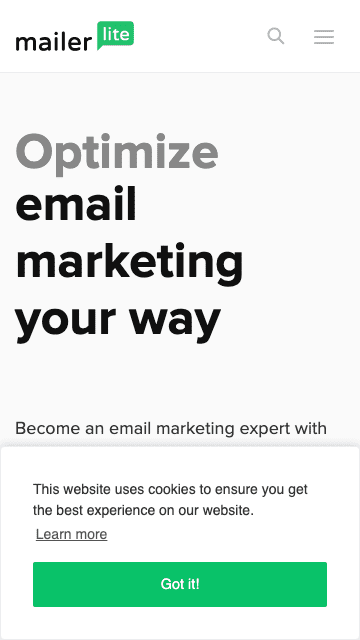 mailer lite
Optimize
email
marketing
your way
Become an email marketing expert with
This website uses cookies to ensure you get
the best experience on our website.
Learn more
Got it!